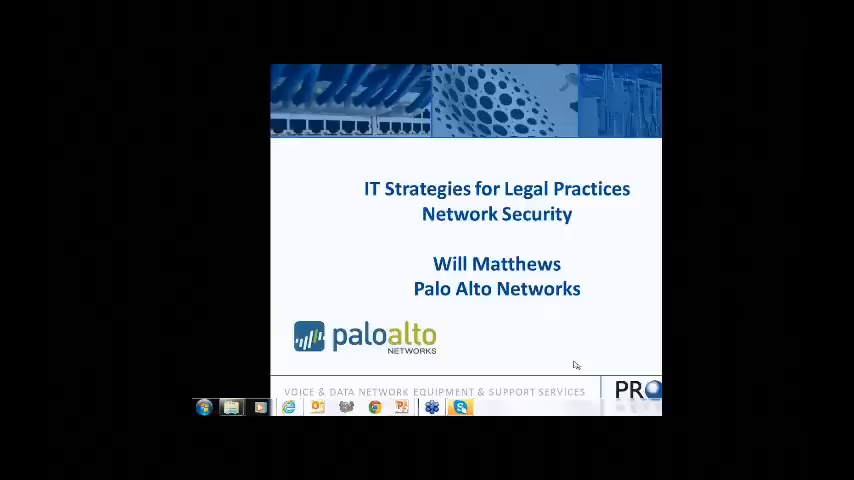 IT Strategies for Legal Practices
Network Security
Will Matthews
Palo Alto Networks
paloalto
NETWORKS
VOICE & DATA NETWORK EQUIPMENT & SUPPORT SERVICES
PR